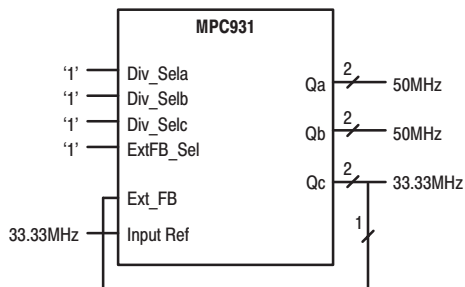 MPC931
'1' Div_Sela
'1' Div_Selb
'1' Div_Selc
'1' ExtFB_Sel
Ext_FB
33.33MHz Input Ref
Qa 2 50MHz
Qb 2 50MHz
Qc 2 33.33MHz
1